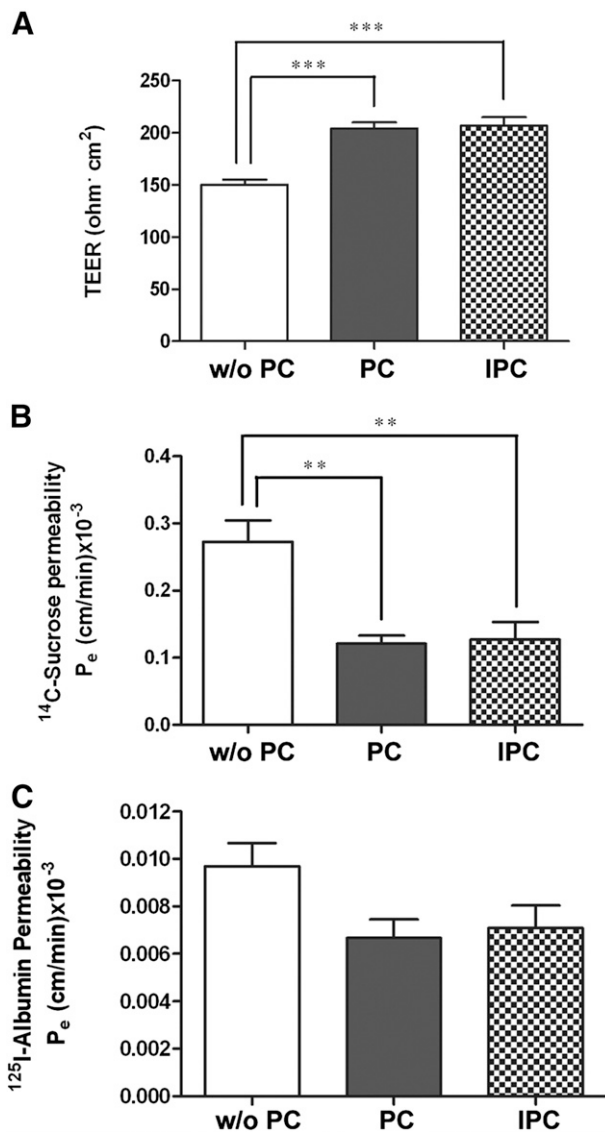 A
***
***
TEER (ohm· cm²)
250
200
150
100
50
0
w/o PC PC IPC
B
**
**
¹⁴C-Sucrose permeability
Pₑ (cm/min)x10⁻³
0.4
0.3
0.2
0.1
0.0
w/o PC PC IPC
C
¹²⁵I-Albumin Permeability
Pₑ (cm/min)x10⁻³
0.012
0.010
0.008
0.006
0.004
0.002
0.000
w/o PC PC IPC